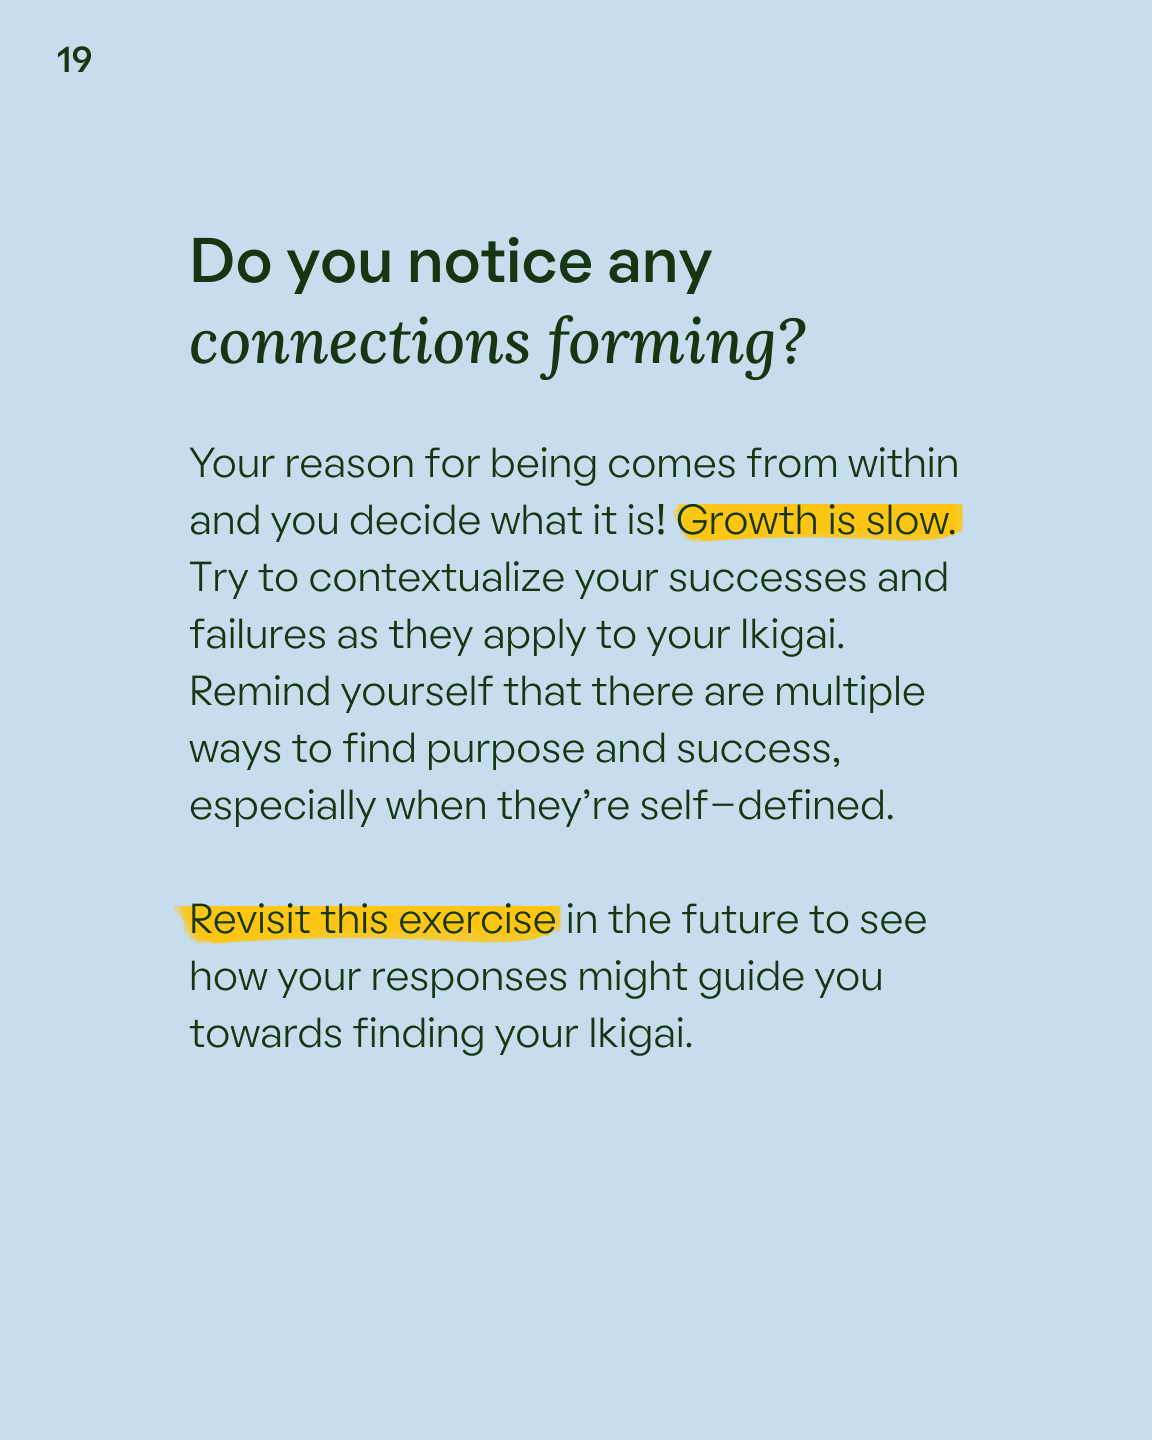 19
Do you notice any
connections forming?
Your reason for being comes from within
and you decide what it is! Growth is slow.
Try to contextualize your successes and
failures as they apply to your Ikigai.
Remind yourself that there are multiple
ways to find purpose and success,
especially when they’re self–defined.
Revisit this exercise in the future to see
how your responses might guide you
towards finding your Ikigai.